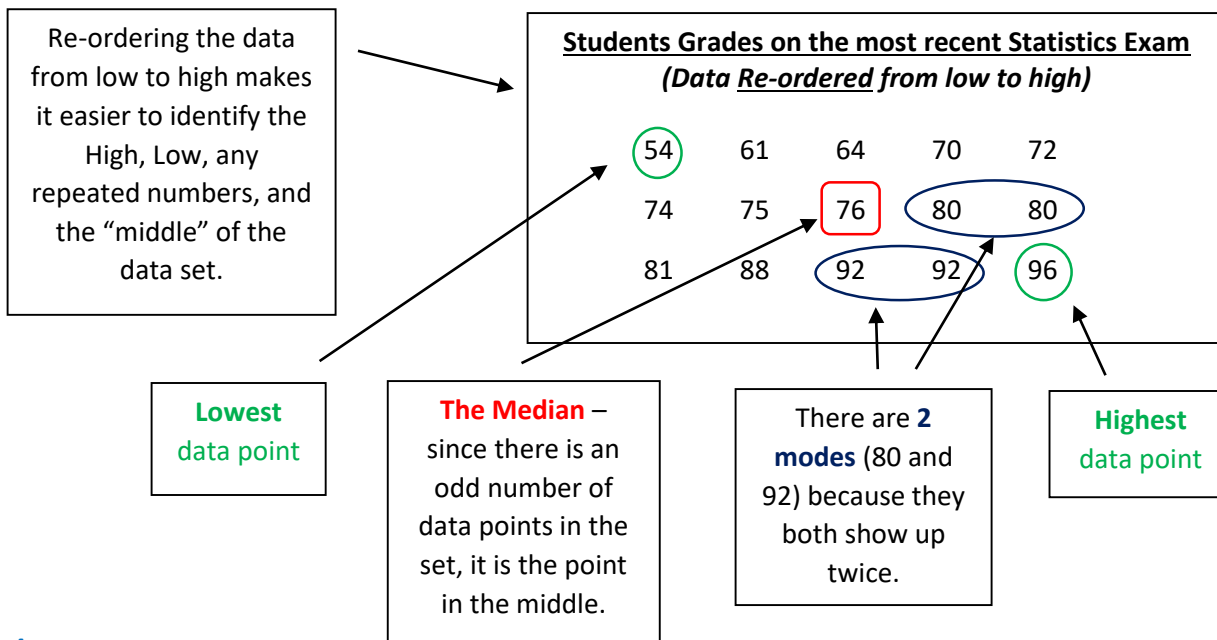 Re-ordering the data
from low to high makes
it easier to identify the
High, Low, any
repeated numbers, and
the “middle” of the
data set.
Students Grades on the most recent Statistics Exam
(Data Re-ordered from low to high)
54 61 64 70 72
74 75 76 80 80
81 88 92 92 96
Lowest
data point
The Median –
since there is an
odd number of
data points in the
set, it is the point
in the middle.
There are 2
modes (80 and
92) because they
both show up
twice.
Highest
data point